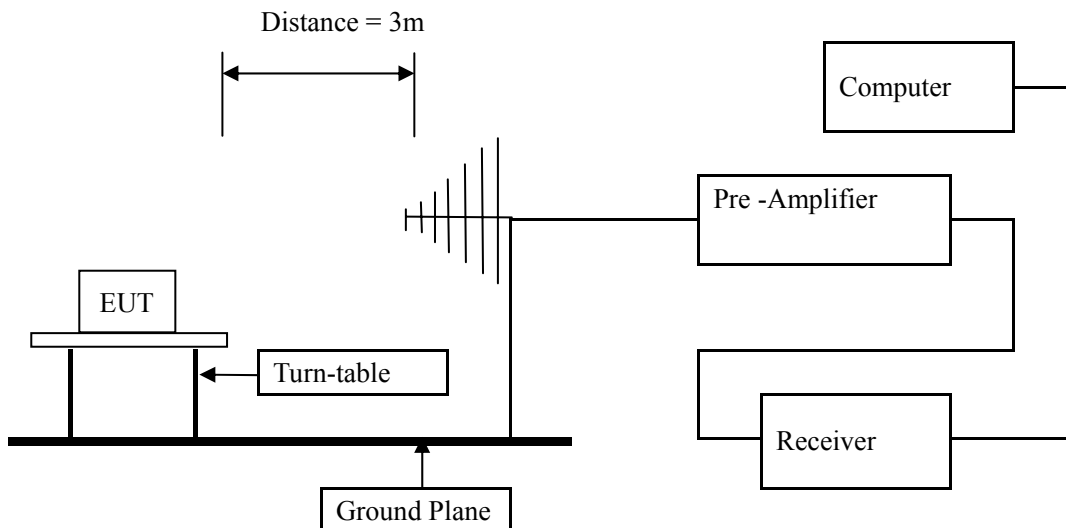 Distance = 3m
Computer
Pre -Amplifier
EUT
Turn-table
Receiver
Ground Plane